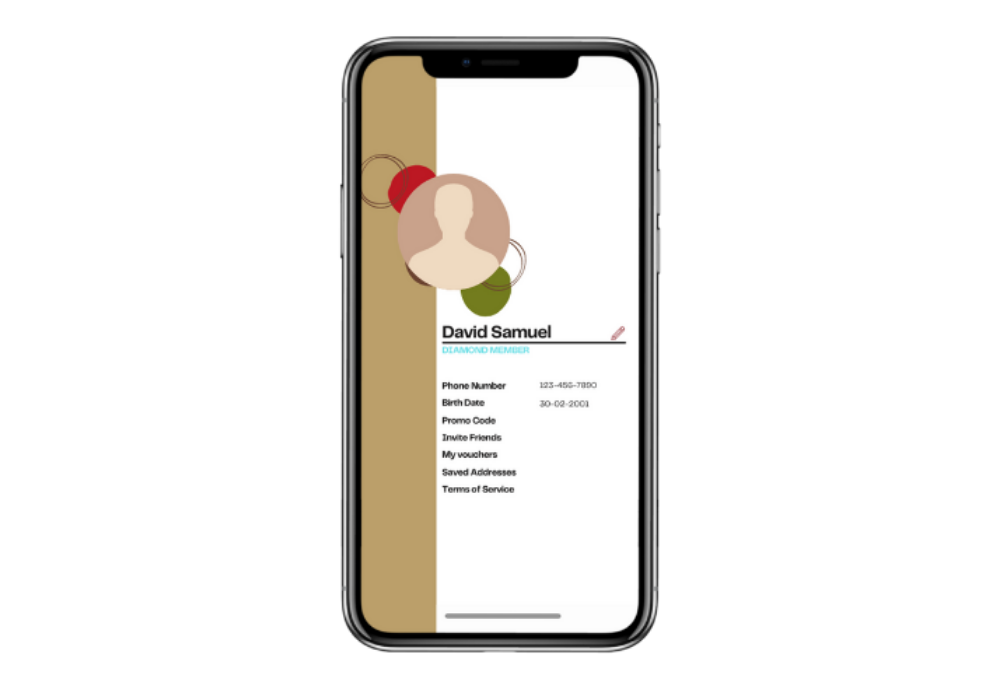 David Samuel
DIAMOND MEMBER
Phone Number 123-456-7890
Birth Date 30-02-2001
Promo Code
Invite Friends
My vouchers
Saved Addresses
Terms of Service